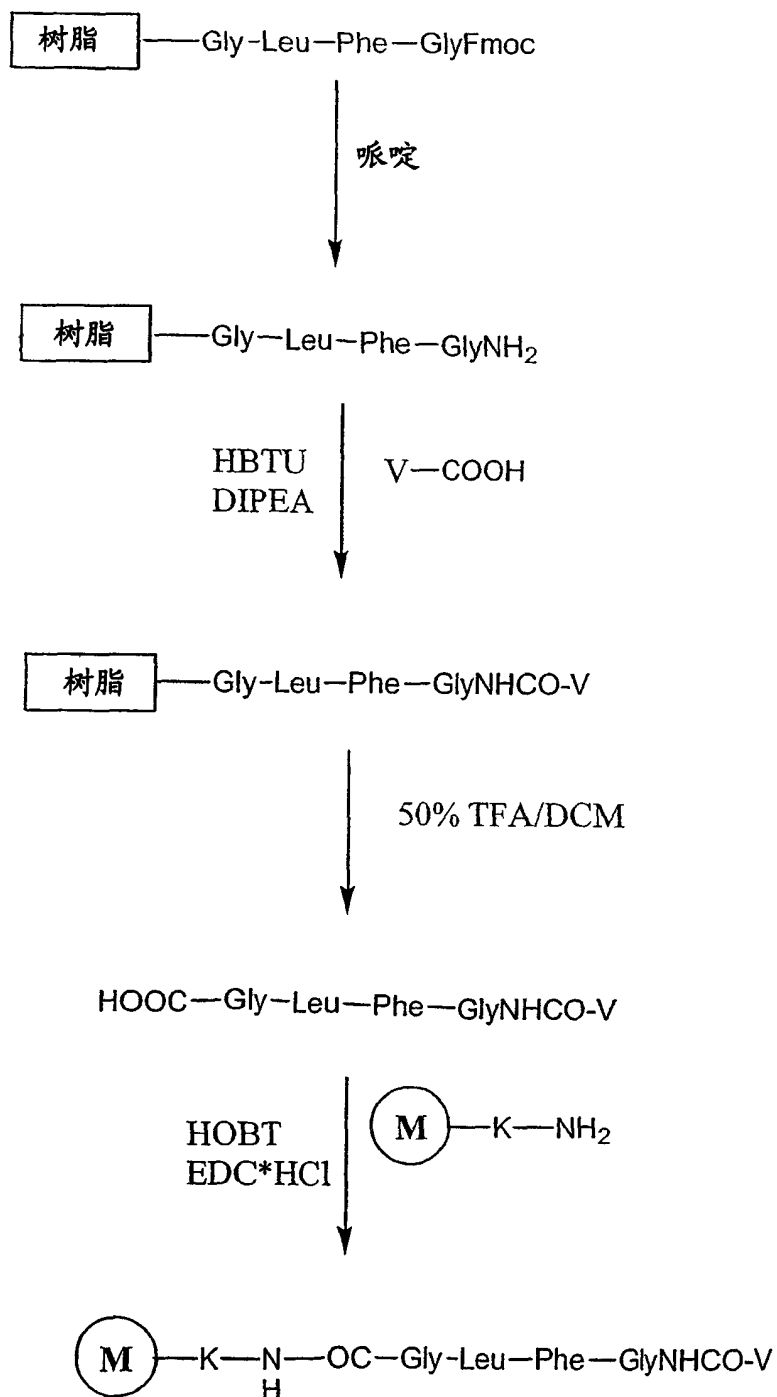 树脂 —Gly-Leu—Phe—GlyFmoc
哌啶
树脂 —Gly—Leu—Phe—GlyNH₂
HBTU
DIPEA
V—COOH
树脂 —Gly-Leu—Phe—GlyNHCO-V
50% TFA/DCM
HOOC—Gly—Leu—Phe—GlyNHCO-V
HOBT
EDC*HCl
M—K—NH₂
M—K—N—OC—Gly-Leu—Phe—GlyNHCO-V
H